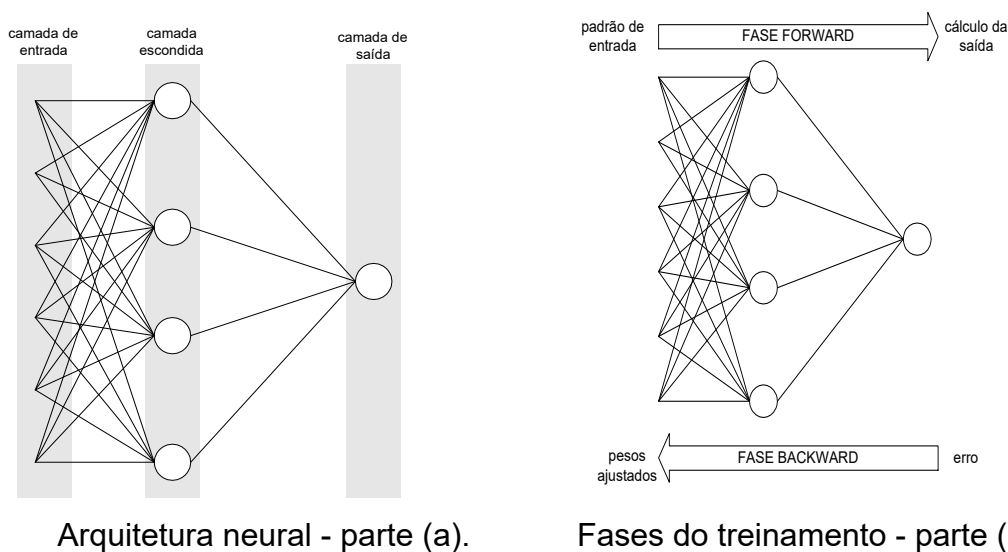 camada de
entrada
camada
escondida
camada de
saída
Arquitetura neural - parte (a).
padrão de
entrada
FASE FORWARD
cálculo da
saída
pesos
ajustados
FASE BACKWARD
erro
Fases do treinamento - parte (